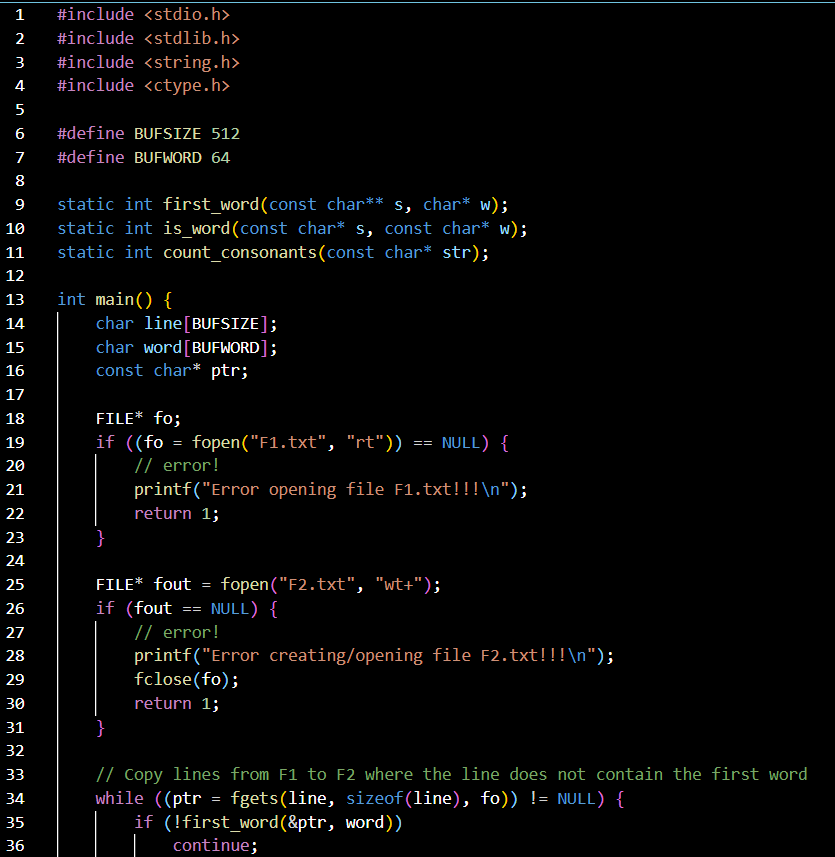 1 #include <stdio.h>
2 #include <stdlib.h>
3 #include <string.h>
4 #include <ctype.h>
5
6 #define BUFSIZE 512
7 #define BUFWORD 64
8
9 static int first_word(const char** s, char* w);
10 static int is_word(const char* s, const char* w);
11 static int count_consonants(const char* str);
12
13 int main() {
14     char line[BUFSIZE];
15     char word[BUFWORD];
16     const char* ptr;
17
18     FILE* fo;
19     if ((fo = fopen("F1.txt", "rt")) == NULL) {
20         // error!
21         printf("Error opening file F1.txt!!!\n");
22         return 1;
23     }
24
25     FILE* fout = fopen("F2.txt", "wt+");
26     if (fout == NULL) {
27         // error!
28         printf("Error creating/opening file F2.txt!!!\n");
29         fclose(fo);
30         return 1;
31     }
32
33     // Copy lines from F1 to F2 where the line does not contain the first word
34     while ((ptr = fgets(line, sizeof(line), fo)) != NULL) {
35         if (!first_word(&ptr, word))
36             continue;